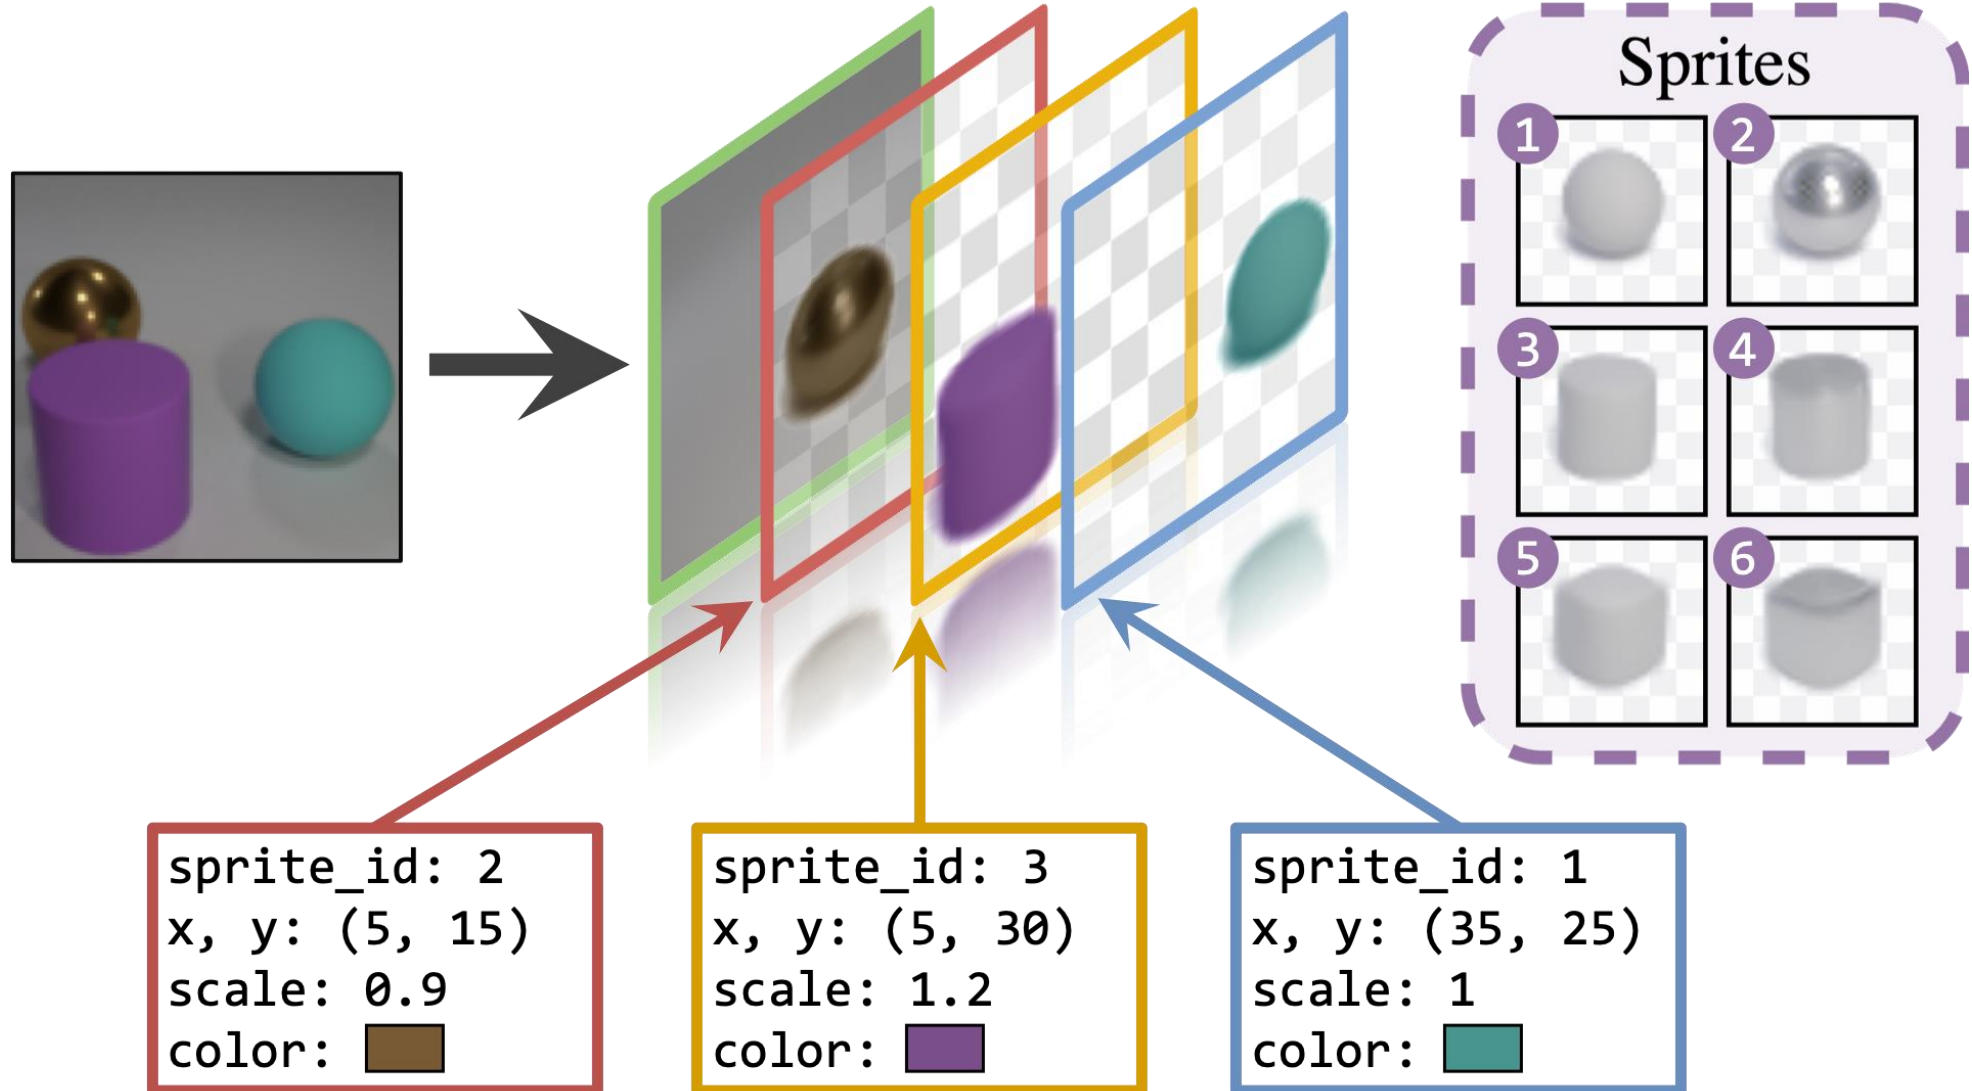 Sprites
1
2
3
4
5
6
sprite_id: 2
x, y: (5, 15)
scale: 0.9
color:
sprite_id: 3
x, y: (5, 30)
scale: 1.2
color:
sprite_id: 1
x, y: (35, 25)
scale: 1
color: